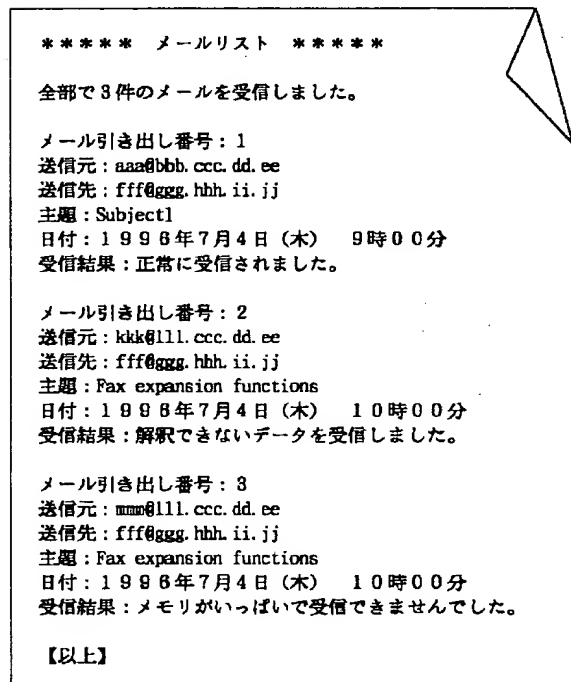 ***** メールリスト *****
全部で3件のメールを受信しました。
メール引き出し番号：1
送信元：aaa@bbb.ccc.dd.ee
送信先：fff@ggg.hhh.ii.jj
主題：Subject1
日付：1996年7月4日（木） 9時00分
受信結果：正常に受信されました。
メール引き出し番号：2
送信元：kkk@lll.ccc.dd.ee
送信先：fff@ggg.hhh.ii.jj
主題：Fax expansion functions
日付：1996年7月4日（木） 10時00分
受信結果：解釈できないデータを受信しました。
メール引き出し番号：3
送信元：mmm@lll.ccc.dd.ee
送信先：fff@ggg.hhh.ii.jj
主題：Fax expansion functions
日付：1996年7月4日（木） 10時00分
受信結果：メモリがいっぱいで受信できませんでした。
【以上】